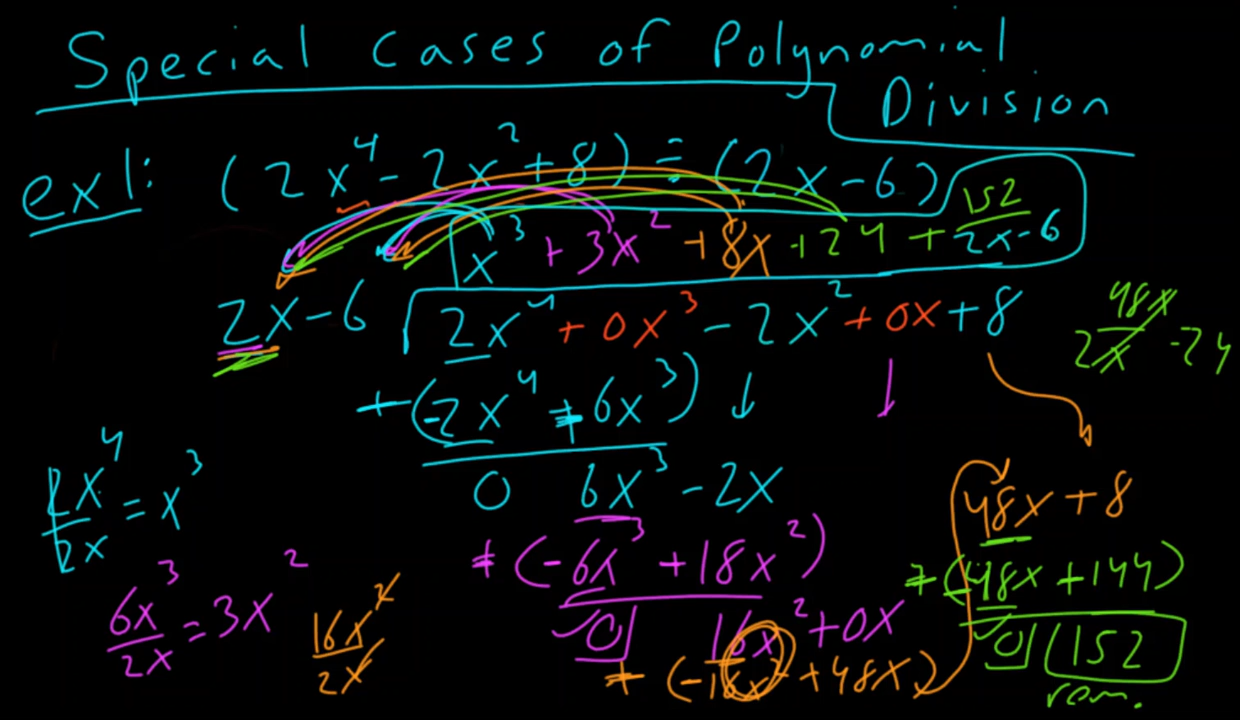 Special Cases of Polynomial
Division
ex1: (2x⁴ - 2x² + 8) ÷ (2x - 6)
x³ + 3x² + 8x + 24 + 152/(2x - 6)
2x - 6 2x⁴ + 0x³ - 2x² + 0x + 8
48x/2x = 24
+(-2x⁴ + 6x³)
0 6x³ - 2x
2x⁴/2x = x³
48x + 8
+(-6x³ + 18x²)
+(-48x + 144)
6x³/2x = 3x²
16x²/2x
0 16x² + 0x
0 152
+(-16x² + 48x)
rem.